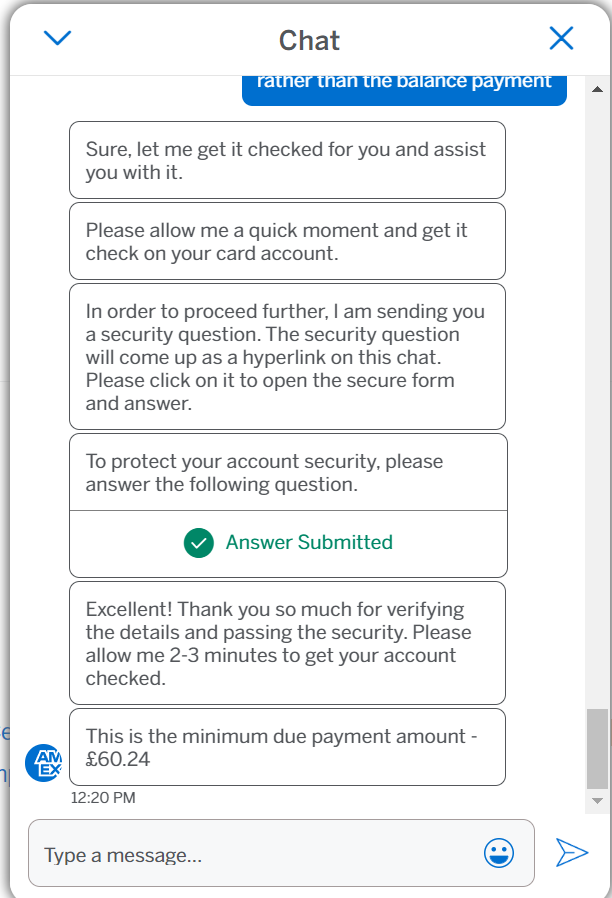 Chat
rather than the balance payment
Sure, let me get it checked for you and assist
you with it.
Please allow me a quick moment and get it
check on your card account.
In order to proceed further, I am sending you
a security question. The security question
will come up as a hyperlink on this chat.
Please click on it to open the secure form
and answer.
To protect your account security, please
answer the following question.
Answer Submitted
Excellent! Thank you so much for verifying
the details and passing the security. Please
allow me 2-3 minutes to get your account
checked.
This is the minimum due payment amount -
£60.24
AM
EX
12:20 PM
Type a message...